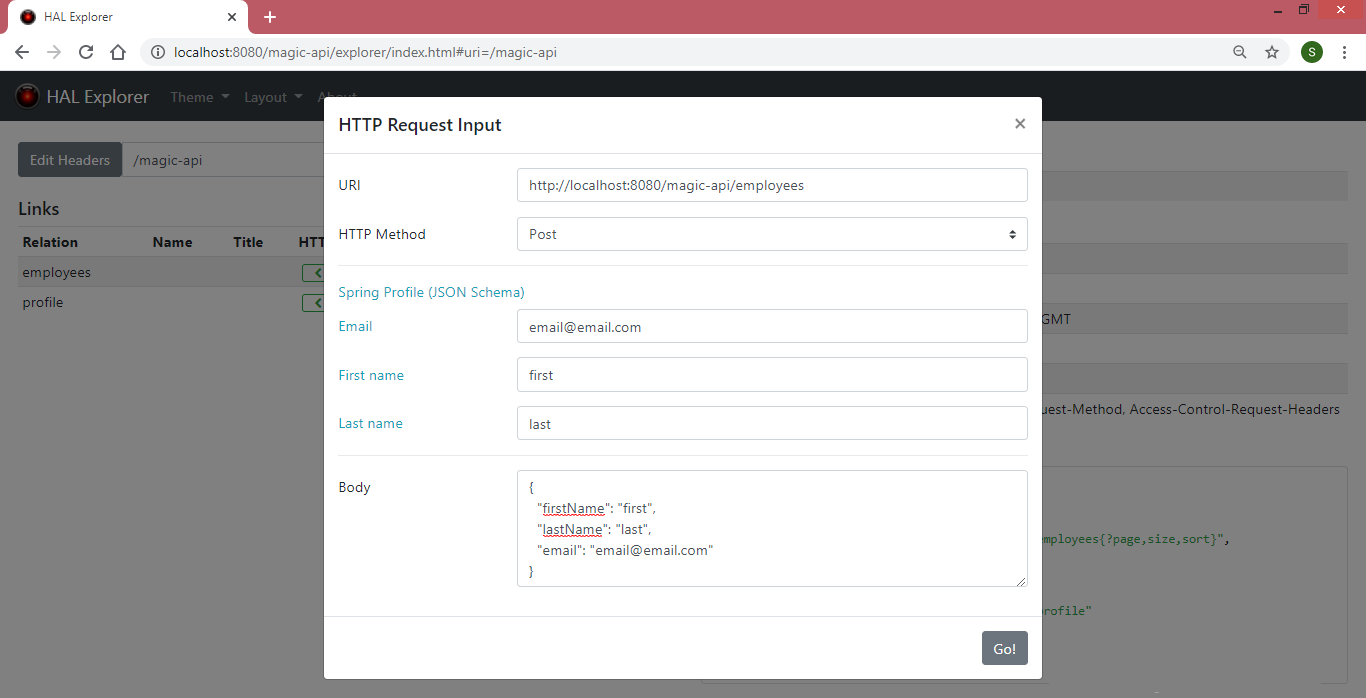 HAL Explorer
localhost:8080/magic-api/explorer/index.html#uri=/magic-api
S
HAL Explorer Theme Layout About
HTTP Request Input
Edit Headers /magic-api
URI http://localhost:8080/magic-api/employees
Links
HTTP Method Post
Relation Name Title HTT
employees <
profile <
Spring Profile (JSON Schema)
Email email@email.com
GMT
First name first
Last name last
uest-Method, Access-Control-Request-Headers
Body {
"firstName": "first",
"lastName": "last",
"email": "email@email.com"
}
employees{?page,size,sort}",
profile"
Go!